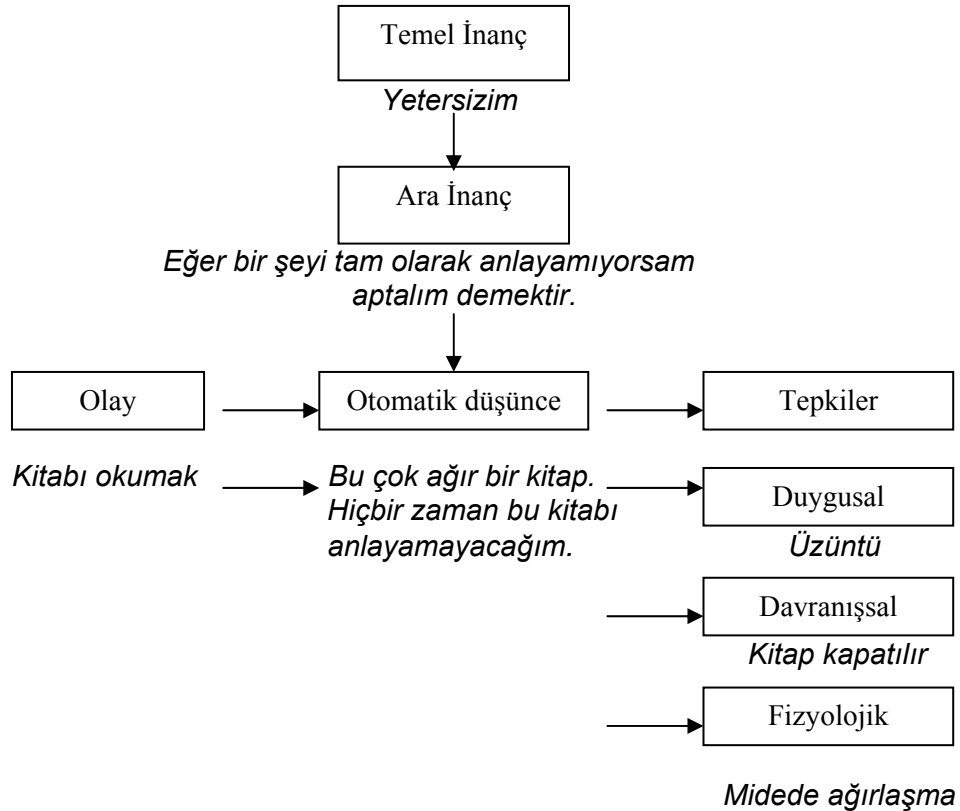 Temel İnanç
Yetersizim
Ara İnanç
Eğer bir şeyi tam olarak anlayamıyorsam
aptalım demektir.
Olay
Otomatik düşünce
Tepkiler
Kitabı okumak
Bu çok ağır bir kitap.
Hiçbir zaman bu kitabı
anlayamayacağım.
Duygusal
Üzüntü
Davranışsal
Kitap kapatılır
Fizyolojik
Midede ağırlaşma